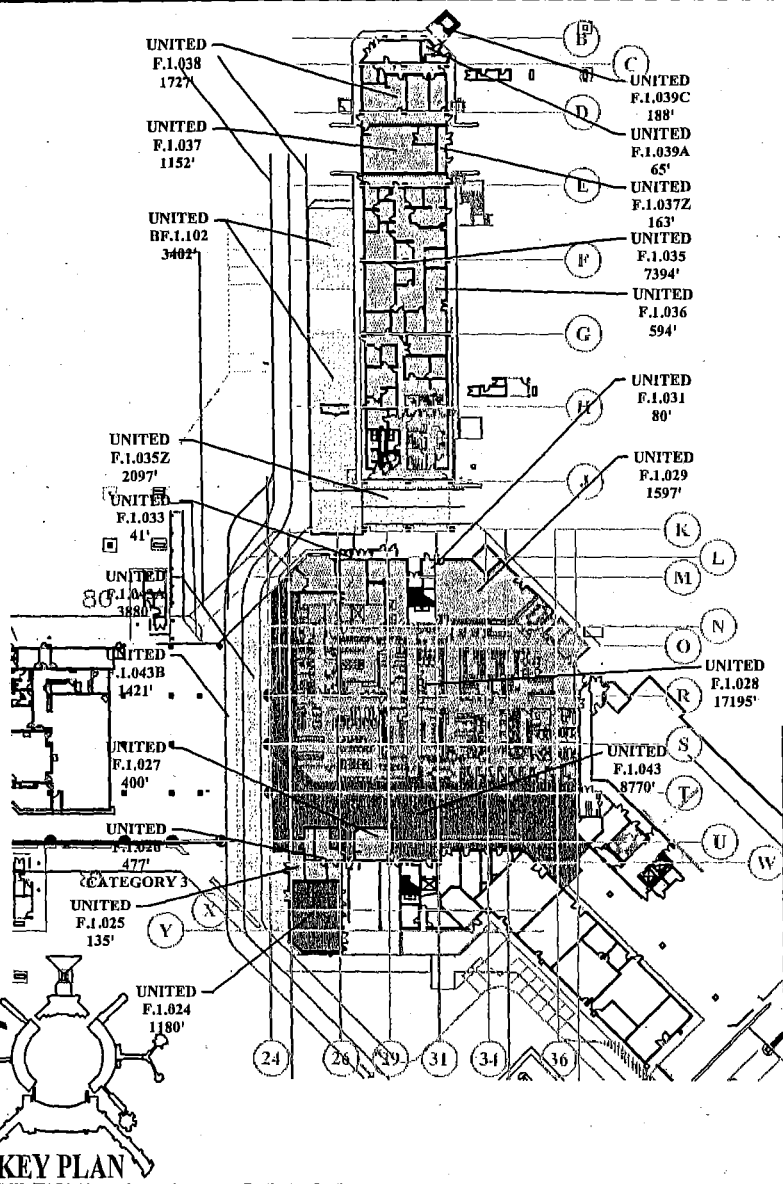 UNITED
F.1.038
1727'
UNITED
F.1.037
1152'
UNITED
BF.1.102
3402'
UNITED
F.1.035Z
2097'
UNITED
F.1.033
41'
UNITED
3880'
80
UNITED
.1.043B
1421'
UNITED
F.1.027
400'
UNITED
477'
CATEGORY 3
UNITED
F.1.025
135'
UNITED
F.1.024
1180'
UNITED
F.1.039C
188'
UNITED
F.1.039A
65'
UNITED
F.1.037Z
163'
UNITED
F.1.035
7394'
UNITED
F.1.036
594'
UNITED
F.1.031
80'
UNITED
F.1.029
1597'
UNITED
F.1.028
17195'
UNITED
F.1.043
8770'
B
C
D
E
F
G
H
J
K
L
M
N
O
R
S
T
U
W
X
Y
24
26
29
31
34
36
KEY PLAN